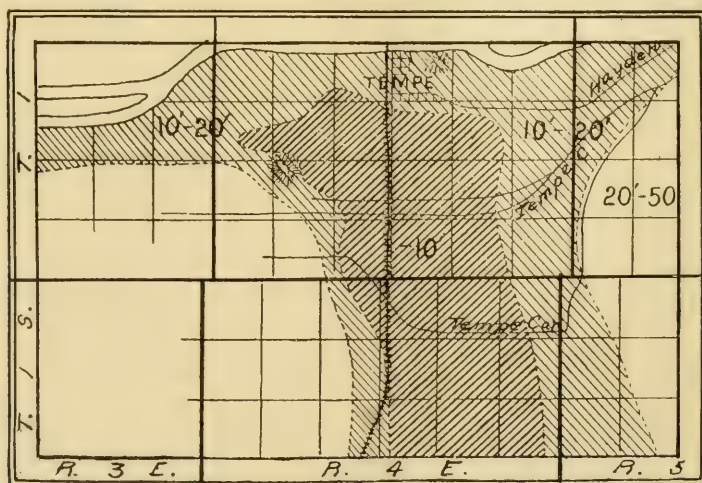 Hayden
TEMPE
10'-20'
10'-20'
T. 1
Tempe C
20'-50
-10'
Tempe Can
T. 1 S.
R. 3 E.
R. 4 E.
R. 5